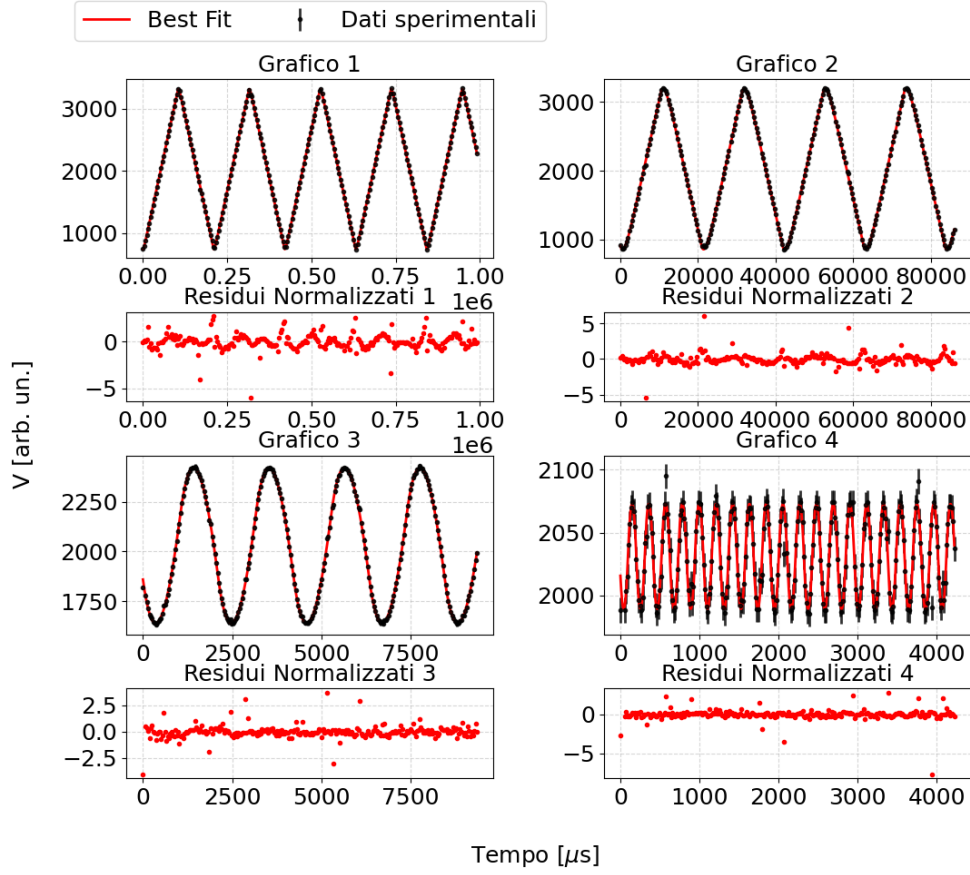 Best Fit Dati sperimentali
Grafico 1 Grafico 2
3000 3000
2000 2000
1000 1000
0.00 0.25 0.50 0.75 1.00 0 20000 40000 60000 80000
1e6
Residui Normalizzati 1 Residui Normalizzati 2
0 5
−5 0
−5
0.00 0.25 0.50 0.75 1.00 0 20000 40000 60000 80000
1e6
Grafico 3 Grafico 4
2250 2100
2000 2050
1750 2000
0 2500 5000 7500 0 1000 2000 3000 4000
Residui Normalizzati 3 Residui Normalizzati 4
2.5 0
0.0 −5
−2.5
0 2500 5000 7500 0 1000 2000 3000 4000
V [arb. un.]
Tempo [μs]